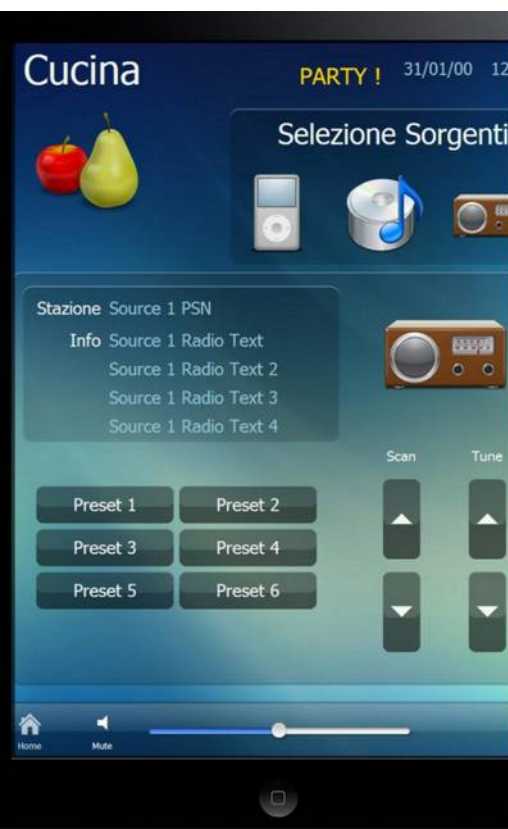 Cucina
PARTY ! 31/01/00 12
Selezione Sorgenti
Stazione Source 1 PSN
Info Source 1 Radio Text
Source 1 Radio Text 2
Source 1 Radio Text 3
Source 1 Radio Text 4
Scan Tune
Preset 1 Preset 2
Preset 3 Preset 4
Preset 5 Preset 6
Home Mute